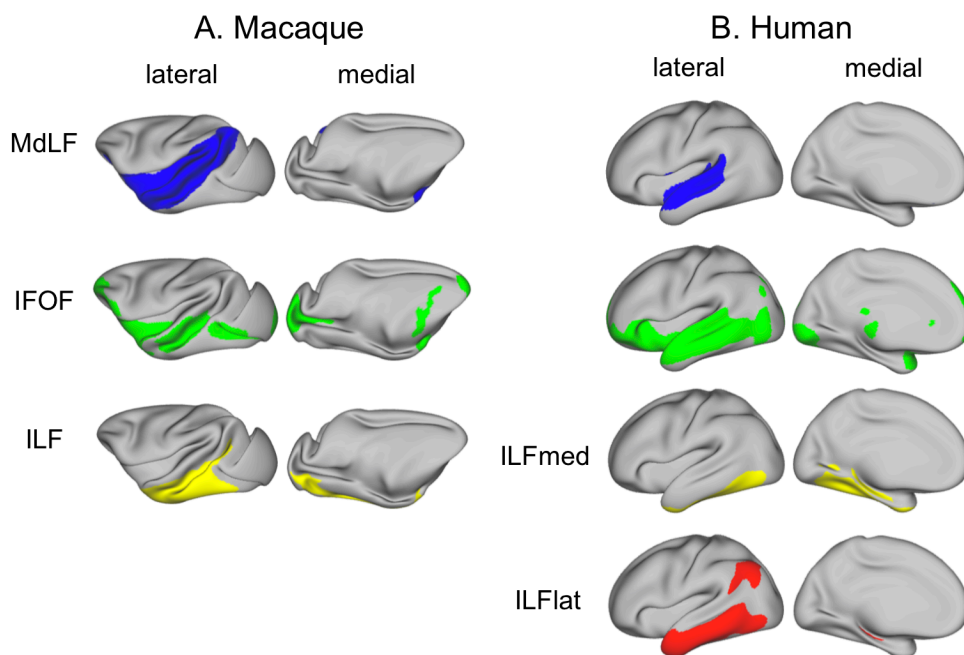 A. Macaque
B. Human
lateral
medial
lateral
medial
MdLF
IFOF
ILF
ILFmed
ILFlat